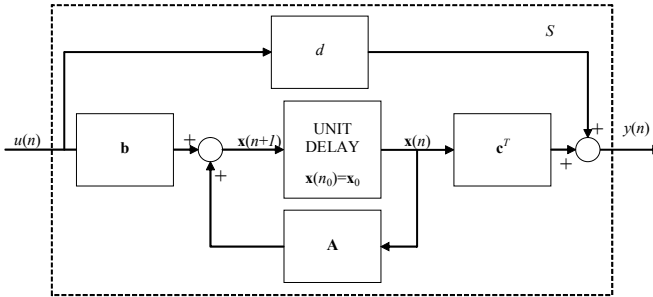 S
d
u(n)
b
+
+
x(n+1)
UNIT
DELAY
x(n₀)=x₀
x(n)
cᵀ
+
+
y(n)
A